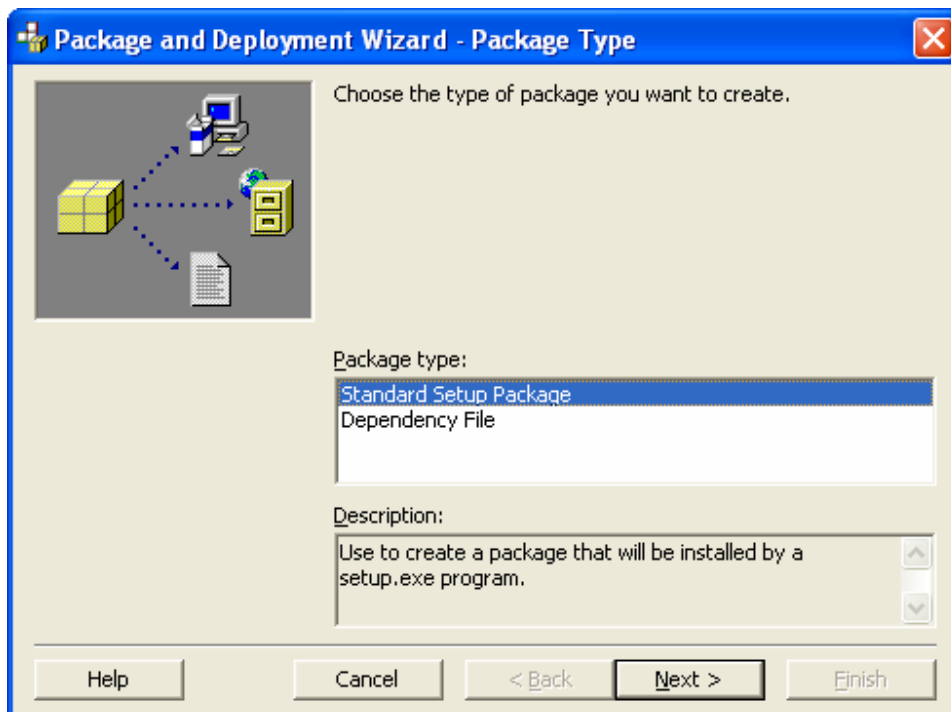 Package and Deployment Wizard - Package Type
Choose the type of package you want to create.
Package type:
Standard Setup Package
Dependency File
Description:
Use to create a package that will be installed by a
setup.exe program.
Help
Cancel
< Back
Next >
Finish